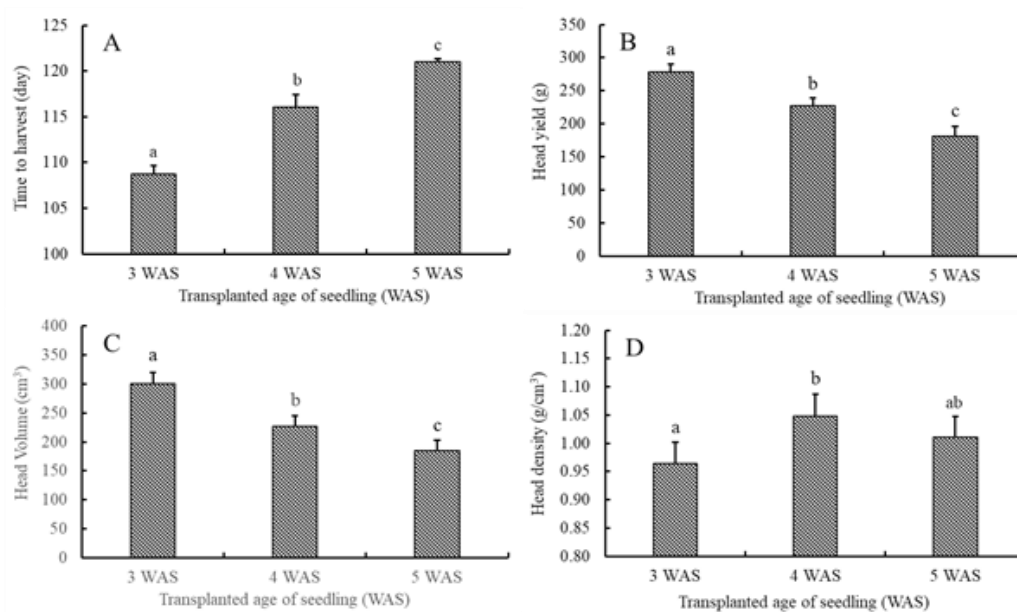 A
Time to harvest (day)
125
120
115
110
105
100
a
b
c
3 WAS 4 WAS 5 WAS
Transplanted age of seedling (WAS)
B
Head yield (g)
350
300
250
200
150
100
50
0
a
b
c
3 WAS 4 WAS 5 WAS
Transplanted age of seedling (WAS)
C
Head Volume (cm³)
400
350
300
250
200
150
100
50
0
a
b
c
3 WAS 4 WAS 5 WAS
Transplanted age of seedling (WAS)
D
Head density (g/cm³)
1.20
1.15
1.10
1.05
1.00
0.95
0.90
0.85
0.80
a
b
ab
3 WAS 4 WAS 5 WAS
Transplanted age of seedling (WAS)